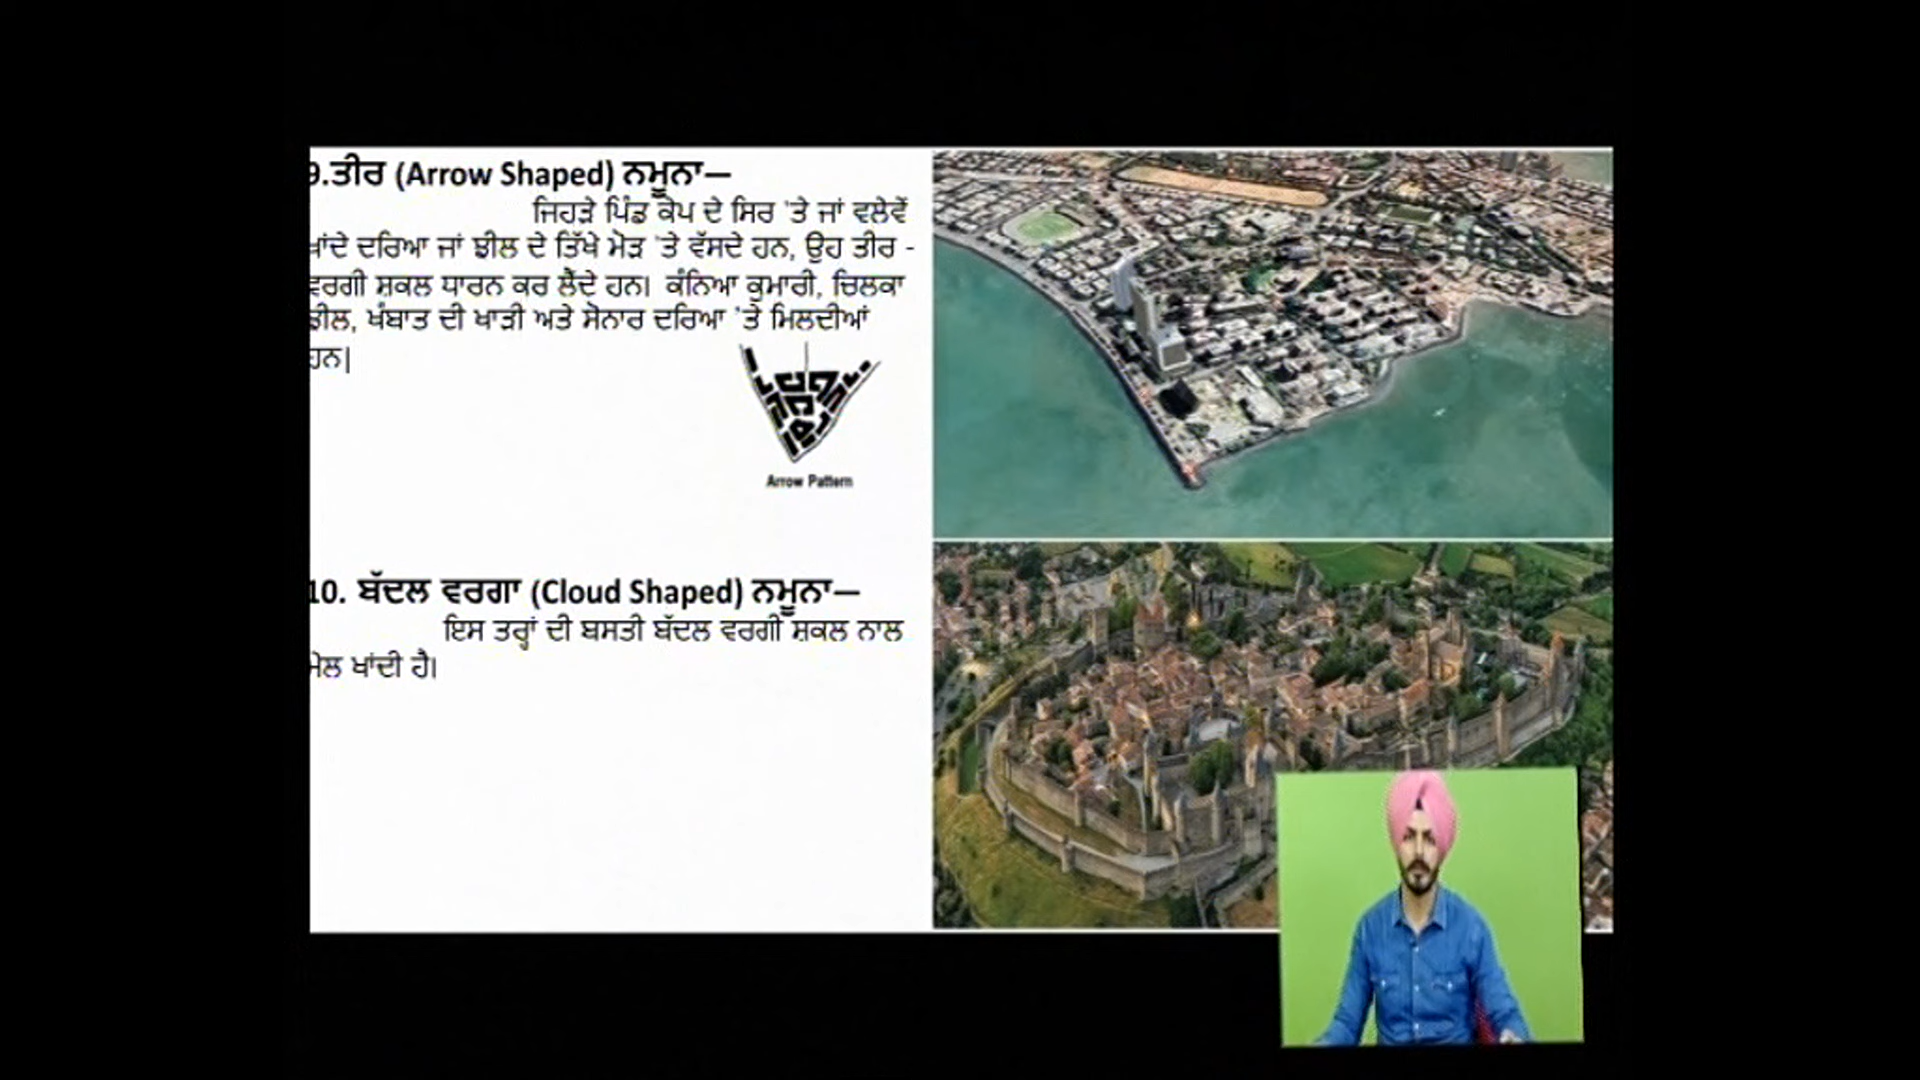 9.ਤੀਰ (Arrow Shaped) ਨਮੂਨਾ—
ਜਿਹੜੇ ਪਿੰਡ ਕੇਪ ਦੇ ਸਿਰ 'ਤੇ ਜਾਂ ਵਲੇਵੇਂ
ਖਾਂਦੇ ਦਰਿਆ ਜਾਂ ਝੀਲ ਦੇ ਤਿੱਖੇ ਮੋੜ 'ਤੇ ਵੱਸਦੇ ਹਨ, ਉਹ ਤੀਰ -
ਵਰਗੀ ਸ਼ਕਲ ਧਾਰਨ ਕਰ ਲੈਂਦੇ ਹਨ। ਕੰਨਿਆ ਕੁਮਾਰੀ, ਚਿਲਕਾ
ਝੀਲ, ਖੰਬਾਤ ਦੀ ਖਾੜੀ ਅਤੇ ਸੋਨਾਰ ਦਰਿਆ 'ਤੇ ਮਿਲਦੀਆਂ
ਹਨ|
Arrow Pattern
10. ਬੱਦਲ ਵਰਗਾ (Cloud Shaped) ਨਮੂਨਾ—
ਇਸ ਤਰ੍ਹਾਂ ਦੀ ਬਸਤੀ ਬੱਦਲ ਵਰਗੀ ਸ਼ਕਲ ਨਾਲ
ਮੇਲ ਖਾਂਦੀ ਹੈ।